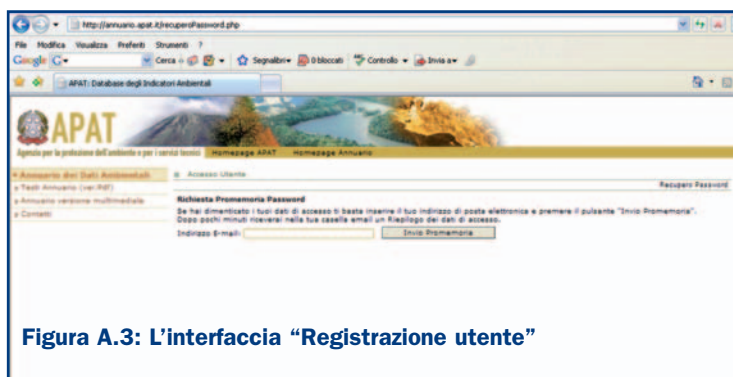 http://annuario.apat.it/recuperoPassword.php
File Modifica Visualizza Preferiti Strumenti ?
Google G Cerca Segnalibri 0 bloccati Controllo Invia a
APAT: Database degli Indicatori Ambientali
APAT
Agenzia per la protezione dell'ambiente e per i servizi tecnici Homepage APAT Homepage Annuario
Annuario dei Dati Ambientali
Testi Annuario (ver.Pdf)
Annuario versione multimediale
Contatti
Accesso Utente
Recupero Password
Richiesta Promemoria Password
Se hai dimenticato i tuoi dati di accesso ti basta inserire il tuo indirizzo di posta elettronica e premere il pulsante "Invio Promemoria".
Dopo pochi minuti riceverai nella tua casella email un Riepilogo dei dati di accesso.
Indirizzo E-mail: Invio Promemoria
Figura A.3: L'interfaccia “Registrazione utente”